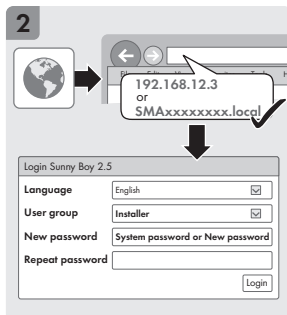 2
192.168.12.3
or
SMAxxxxxxxx.local
Login Sunny Boy 2.5
Language English
User group Installer
New password System password or New password
Repeat password
Login